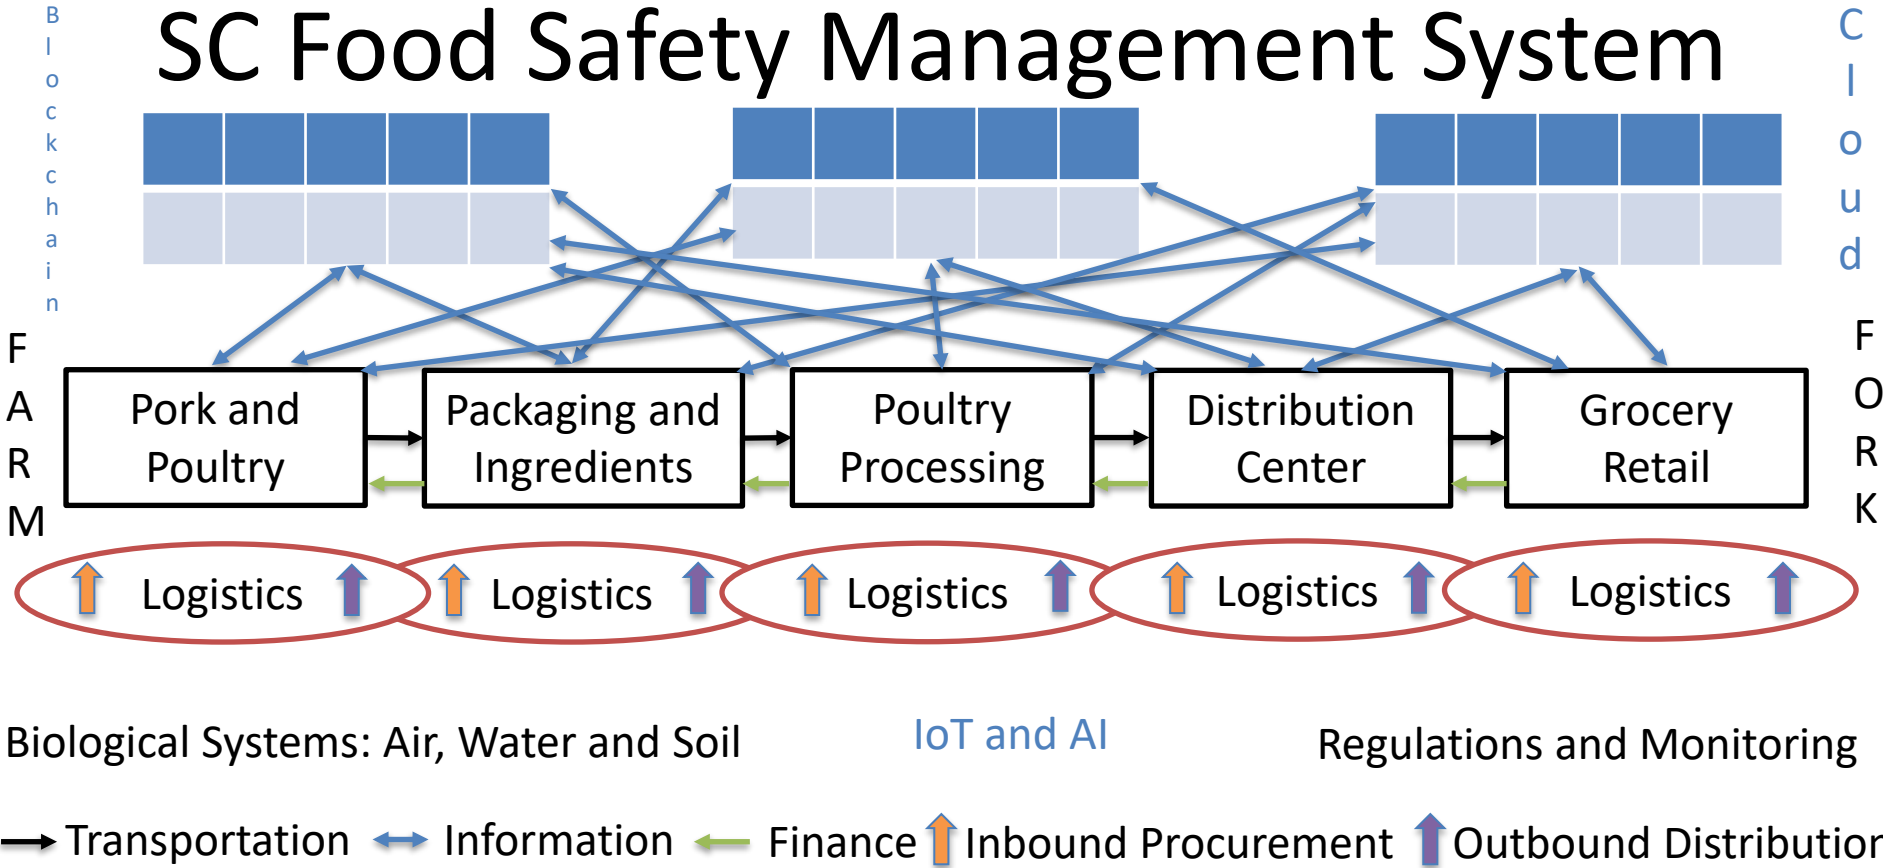 SC Food Safety Management System
Blockchain
Cloud
FARM
FORK
Pork and
Poultry
Packaging and
Ingredients
Poultry
Processing
Distribution
Center
Grocery
Retail
Logistics
Logistics
Logistics
Logistics
Logistics
Biological Systems: Air, Water and Soil
IoT and AI
Regulations and Monitoring
Transportation
Information
Finance
Inbound Procurement
Outbound Distribution